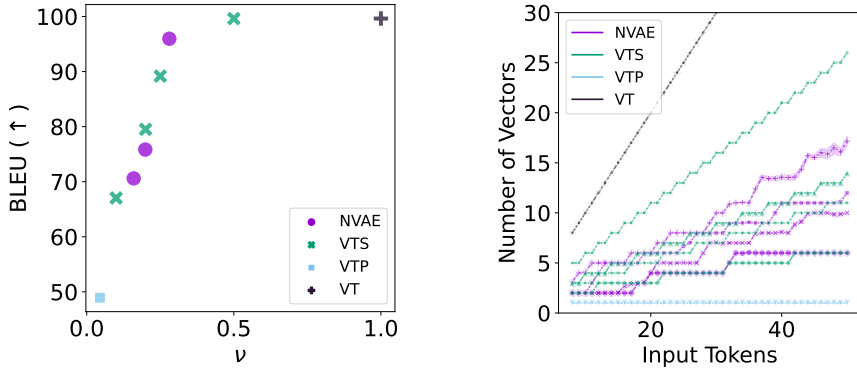 100
90
80
70
60
50
BLEU (↑)
0.0
0.5
1.0
ν
NVAE
VTS
VTP
VT
30
25
20
15
10
5
0
Number of Vectors
20
40
Input Tokens
NVAE
VTS
VTP
VT